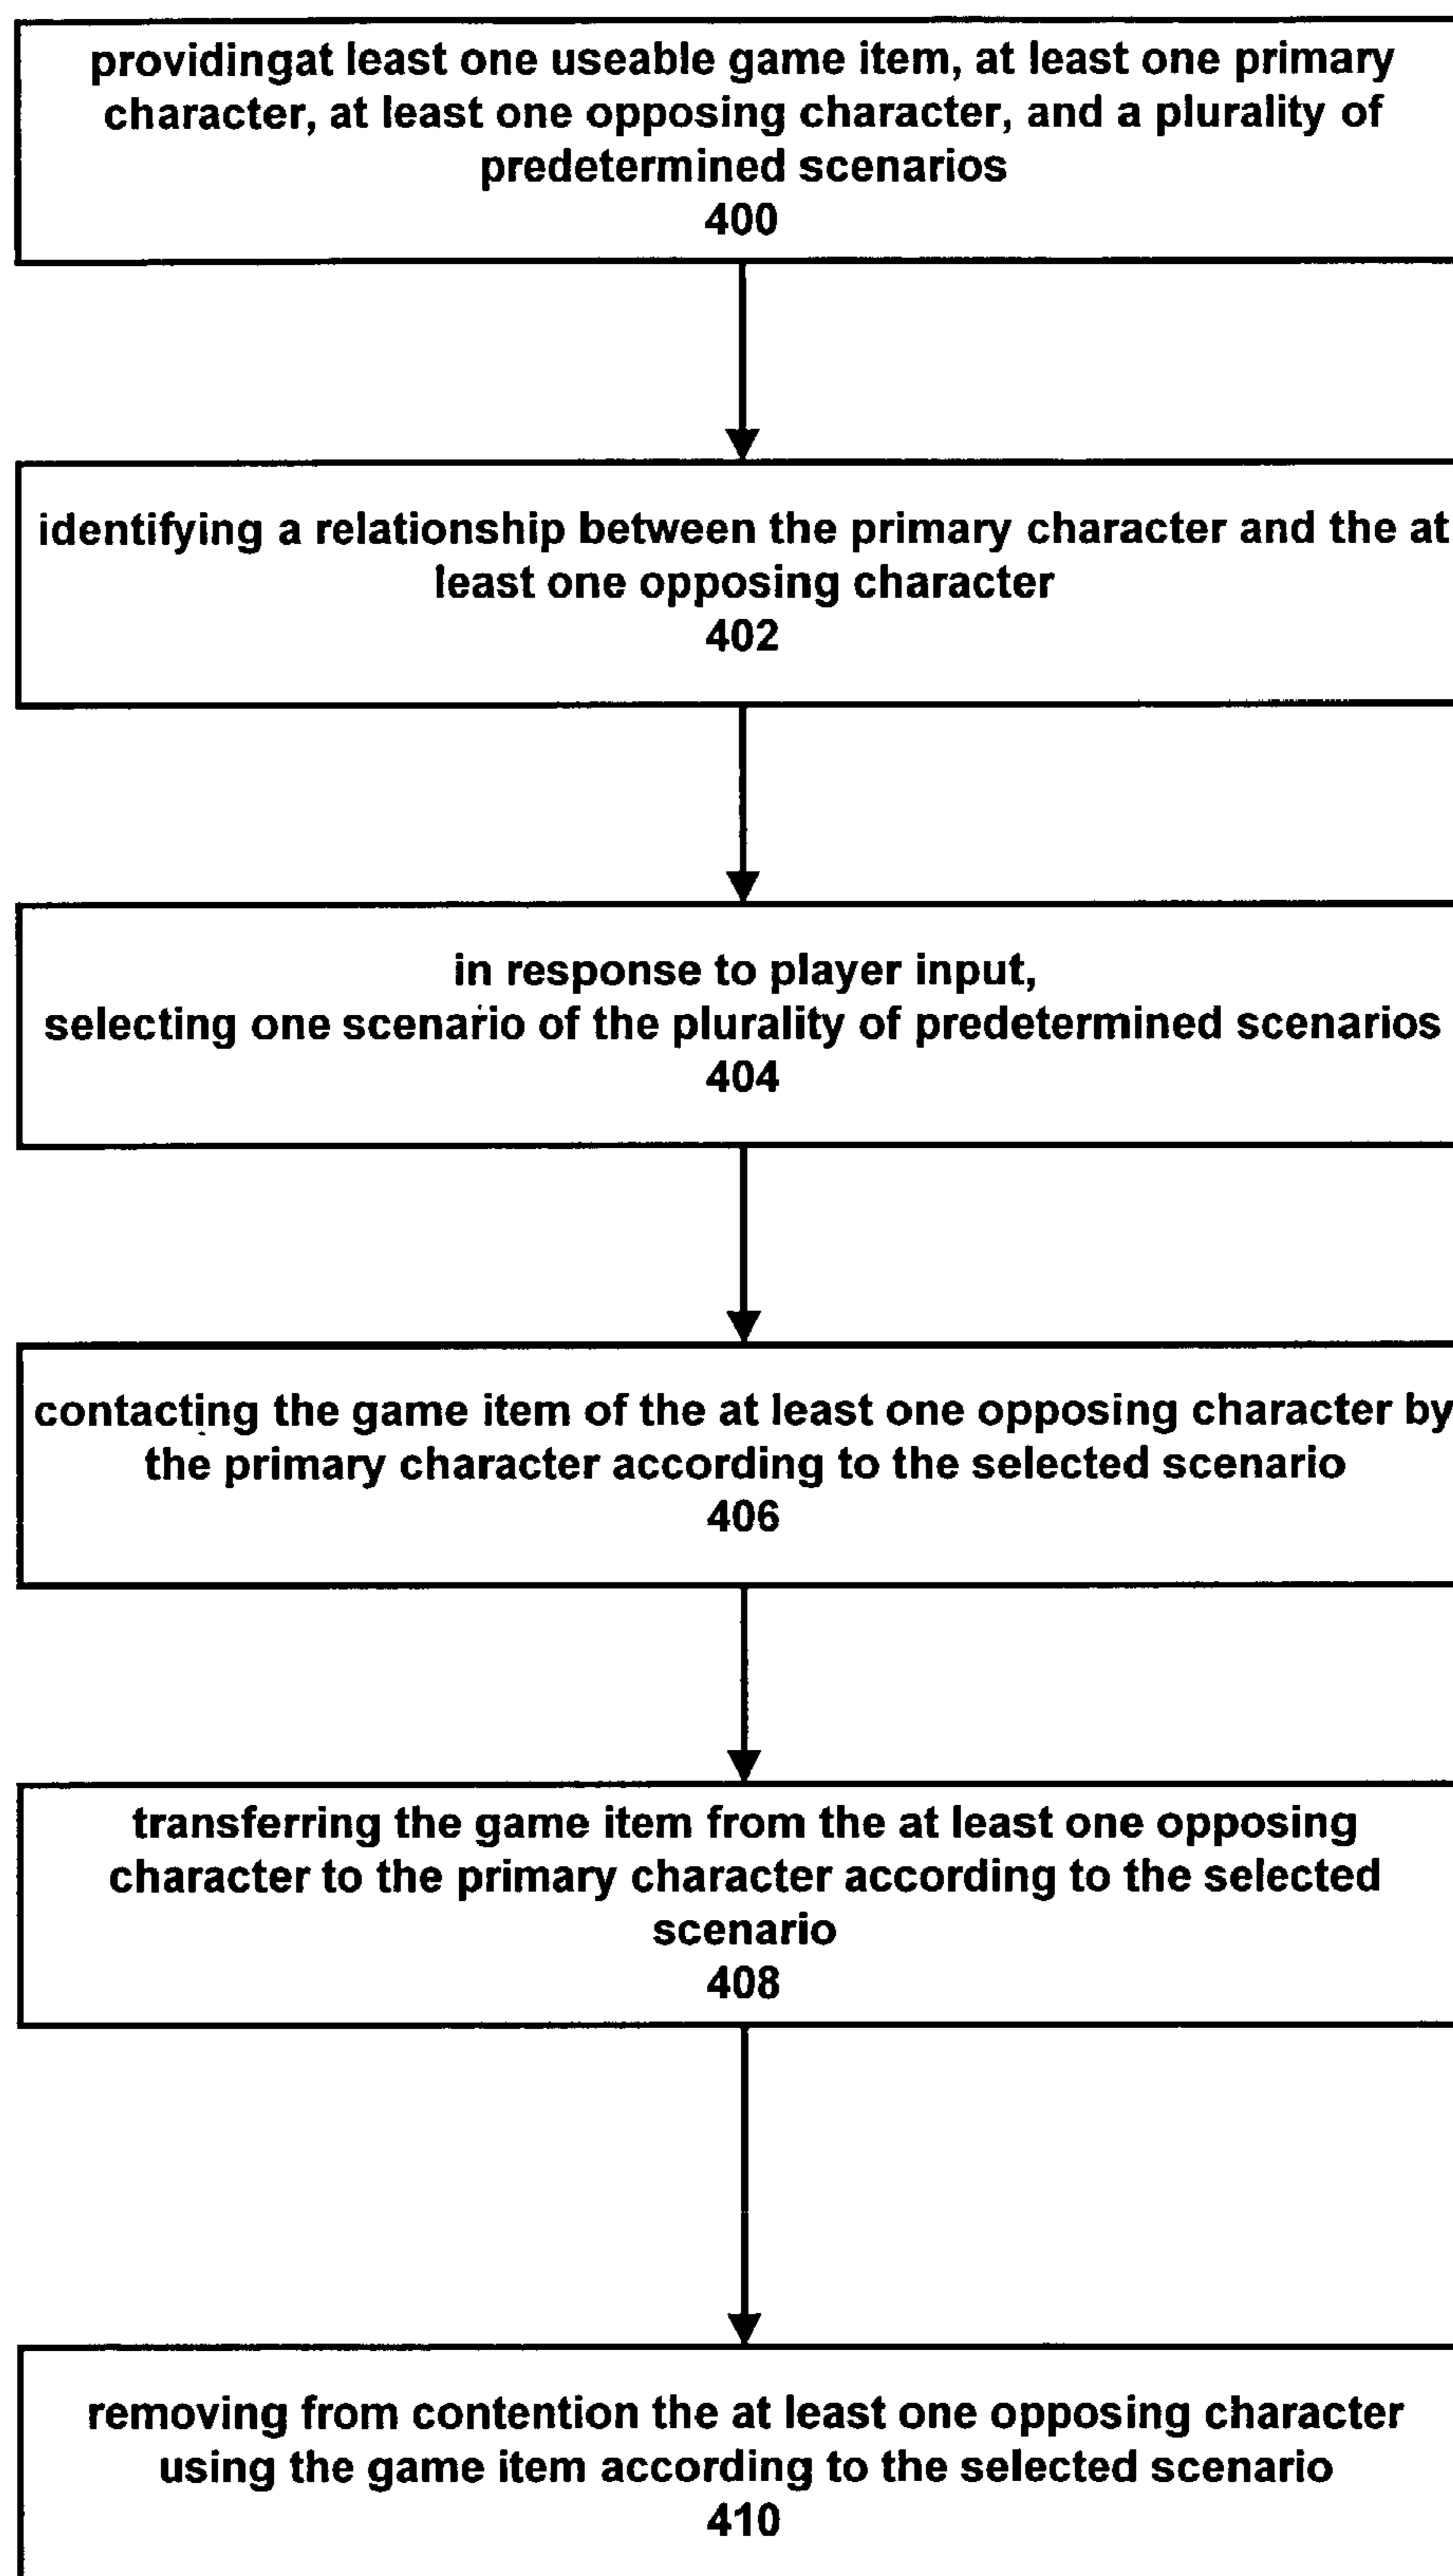 providingat least one useable game item, at least one primary
character, at least one opposing character, and a plurality of
predetermined scenarios
400
identifying a relationship between the primary character and the at
least one opposing character
402
in response to player input,
selecting one scenario of the plurality of predetermined scenarios
404
contacting the game item of the at least one opposing character by
the primary character according to the selected scenario
406
transferring the game item from the at least one opposing
character to the primary character according to the selected
scenario
408
removing from contention the at least one opposing character
using the game item according to the selected scenario
410